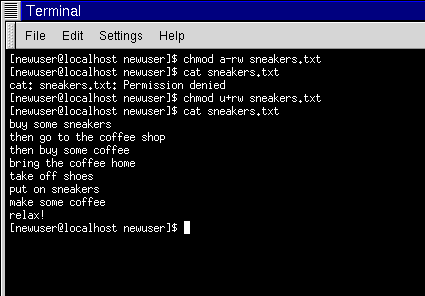 Terminal
File Edit Settings Help
[newuser@localhost newuser]$ chmod a-rw sneakers.txt
[newuser@localhost newuser]$ cat sneakers.txt
cat: sneakers.txt: Permission denied
[newuser@localhost newuser]$ chmod u+rw sneakers.txt
[newuser@localhost newuser]$ cat sneakers.txt
buy some sneakers
then go to the coffee shop
then buy some coffee
bring the coffee home
take off shoes
put on sneakers
make some coffee
relax!
[newuser@localhost newuser]$